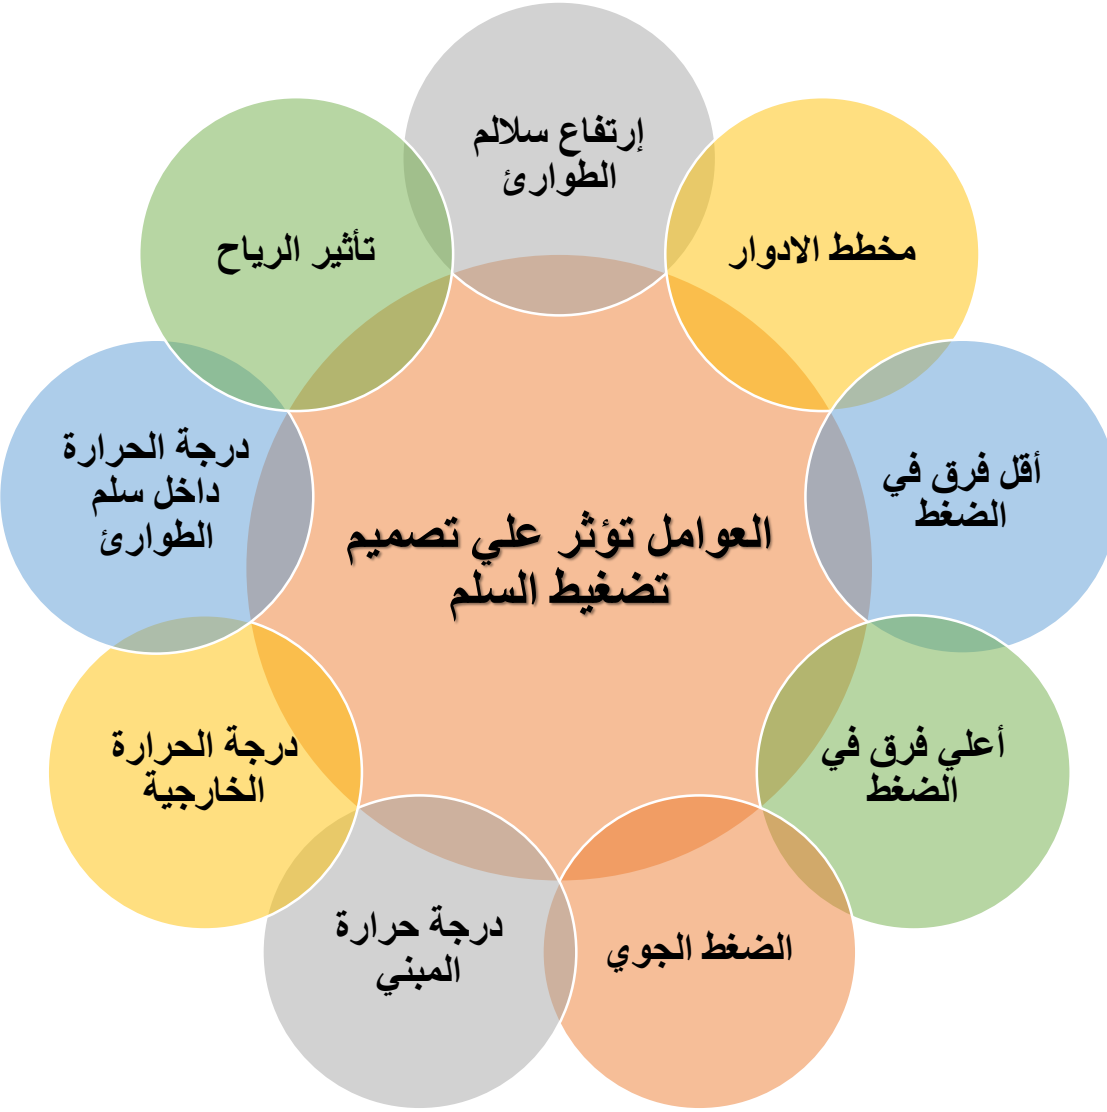 إرتفاع سلالم
الطوارئ
مخطط الادوار
أقل فرق في
الضغط
أعلي فرق في
الضغط
الضغط الجوي
درجة حرارة
المبني
درجة الحرارة
الخارجية
درجة الحرارة
داخل سلم
الطوارئ
تأثير الرياح
العوامل تؤثر علي تصميم
تضغيط السلم